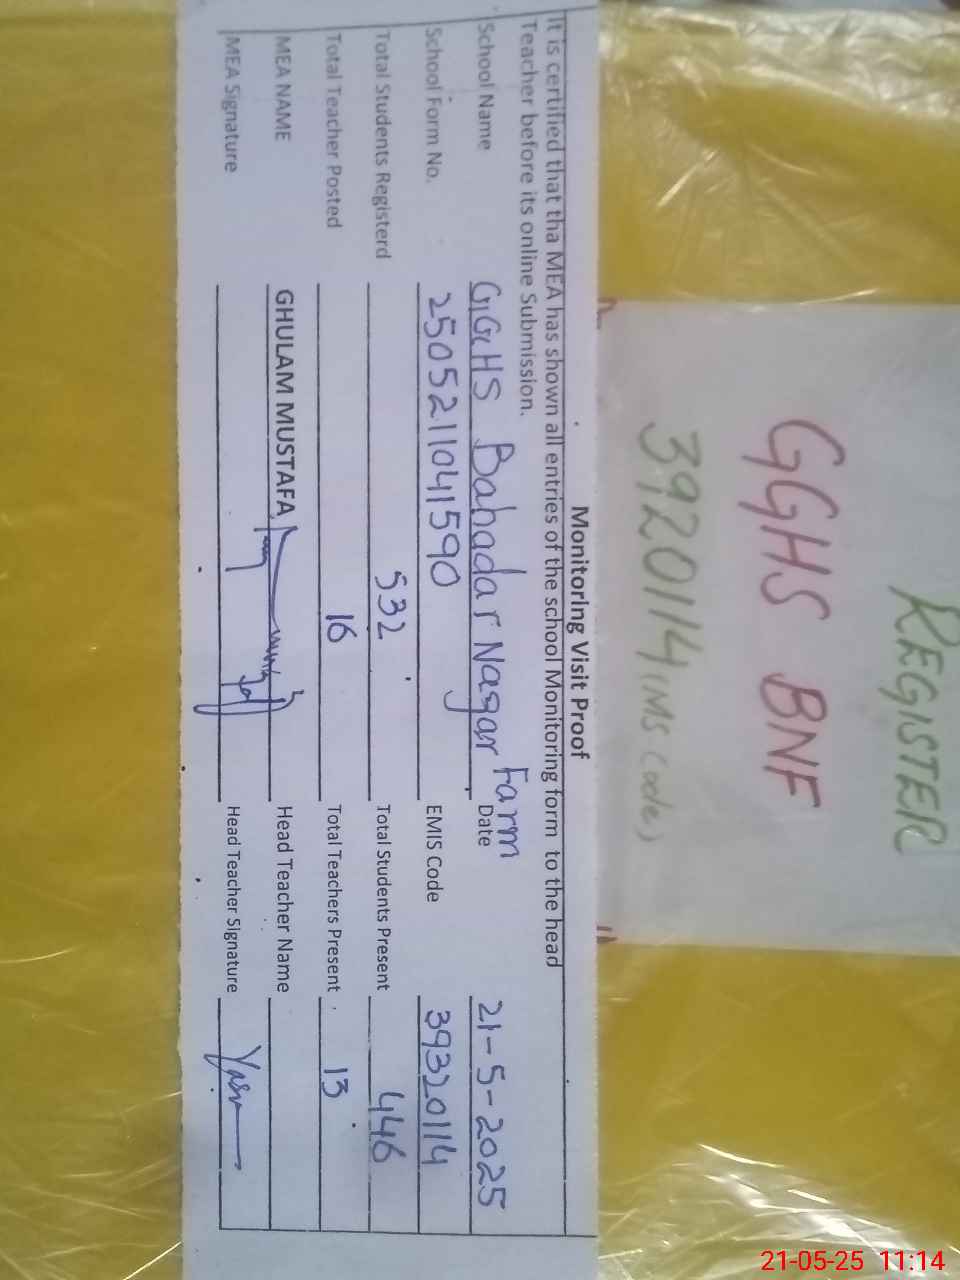 REGISTER
GGHS BNF
39201114 (IMS Code)
Monitoring Visit Proof
It is certified that tha MEA has shown all entries of the school Monitoring form to the head
Teacher before its online Submission.
School Name GGHS Bahadar Nagar Farm Date 21-5-2025
School Form No. 2505211041590 EMIS Code 39320114
Total Students Registerd 532 Total Students Present 446
Total Teacher Posted 16 Total Teachers Present 13
MEA NAME GHULAM MUSTAFA Head Teacher Name
MEA Signature Head Teacher Signature
21-05-25 11:14